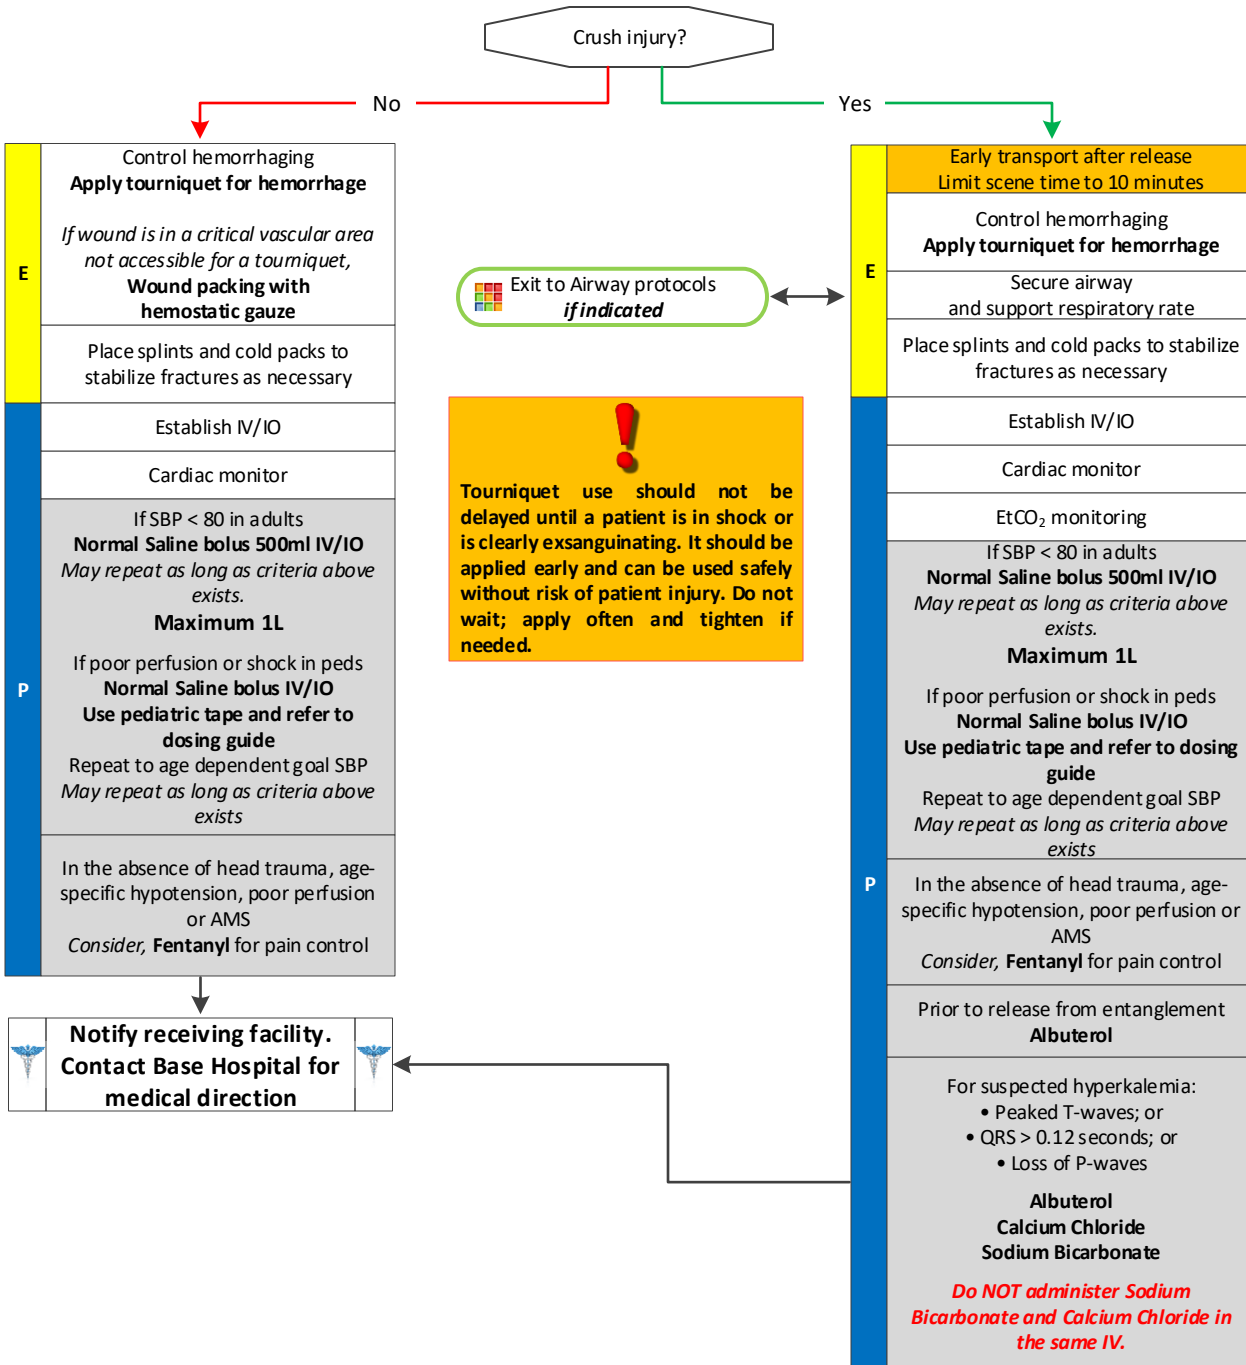 Crush injury?
No
Yes
E
Control hemorrhaging
Apply tourniquet for hemorrhage
If wound is in a critical vascular area
not accessible for a tourniquet,
Wound packing with
hemostatic gauze
Place splints and cold packs to
stabilize fractures as necessary
P
Establish IV/IO
Cardiac monitor
If SBP < 80 in adults
Normal Saline bolus 500ml IV/IO
May repeat as long as criteria above
exists.
Maximum 1L
If poor perfusion or shock in peds
Normal Saline bolus IV/IO
Use pediatric tape and refer to
dosing guide
Repeat to age dependent goal SBP
May repeat as long as criteria above
exists
In the absence of head trauma, age-
specific hypotension, poor perfusion
or AMS
Consider, Fentanyl for pain control
Notify receiving facility.
Contact Base Hospital for
medical direction
Exit to Airway protocols
if indicated
Tourniquet use should not be
delayed until a patient is in shock or
is clearly exsanguinating. It should be
applied early and can be used safely
without risk of patient injury. Do not
wait; apply often and tighten if
needed.
E
Early transport after release
Limit scene time to 10 minutes
Control hemorrhaging
Apply tourniquet for hemorrhage
Secure airway
and support respiratory rate
Place splints and cold packs to stabilize
fractures as necessary
P
Establish IV/IO
Cardiac monitor
EtCO₂ monitoring
If SBP < 80 in adults
Normal Saline bolus 500ml IV/IO
May repeat as long as criteria above
exists.
Maximum 1L
If poor perfusion or shock in peds
Normal Saline bolus IV/IO
Use pediatric tape and refer to dosing
guide
Repeat to age dependent goal SBP
May repeat as long as criteria above
exists
In the absence of head trauma, age-
specific hypotension, poor perfusion or
AMS
Consider, Fentanyl for pain control
Prior to release from entanglement
Albuterol
For suspected hyperkalemia:
• Peaked T-waves; or
• QRS > 0.12 seconds; or
• Loss of P-waves
Albuterol
Calcium Chloride
Sodium Bicarbonate
Do NOT administer Sodium
Bicarbonate and Calcium Chloride in
the same IV.